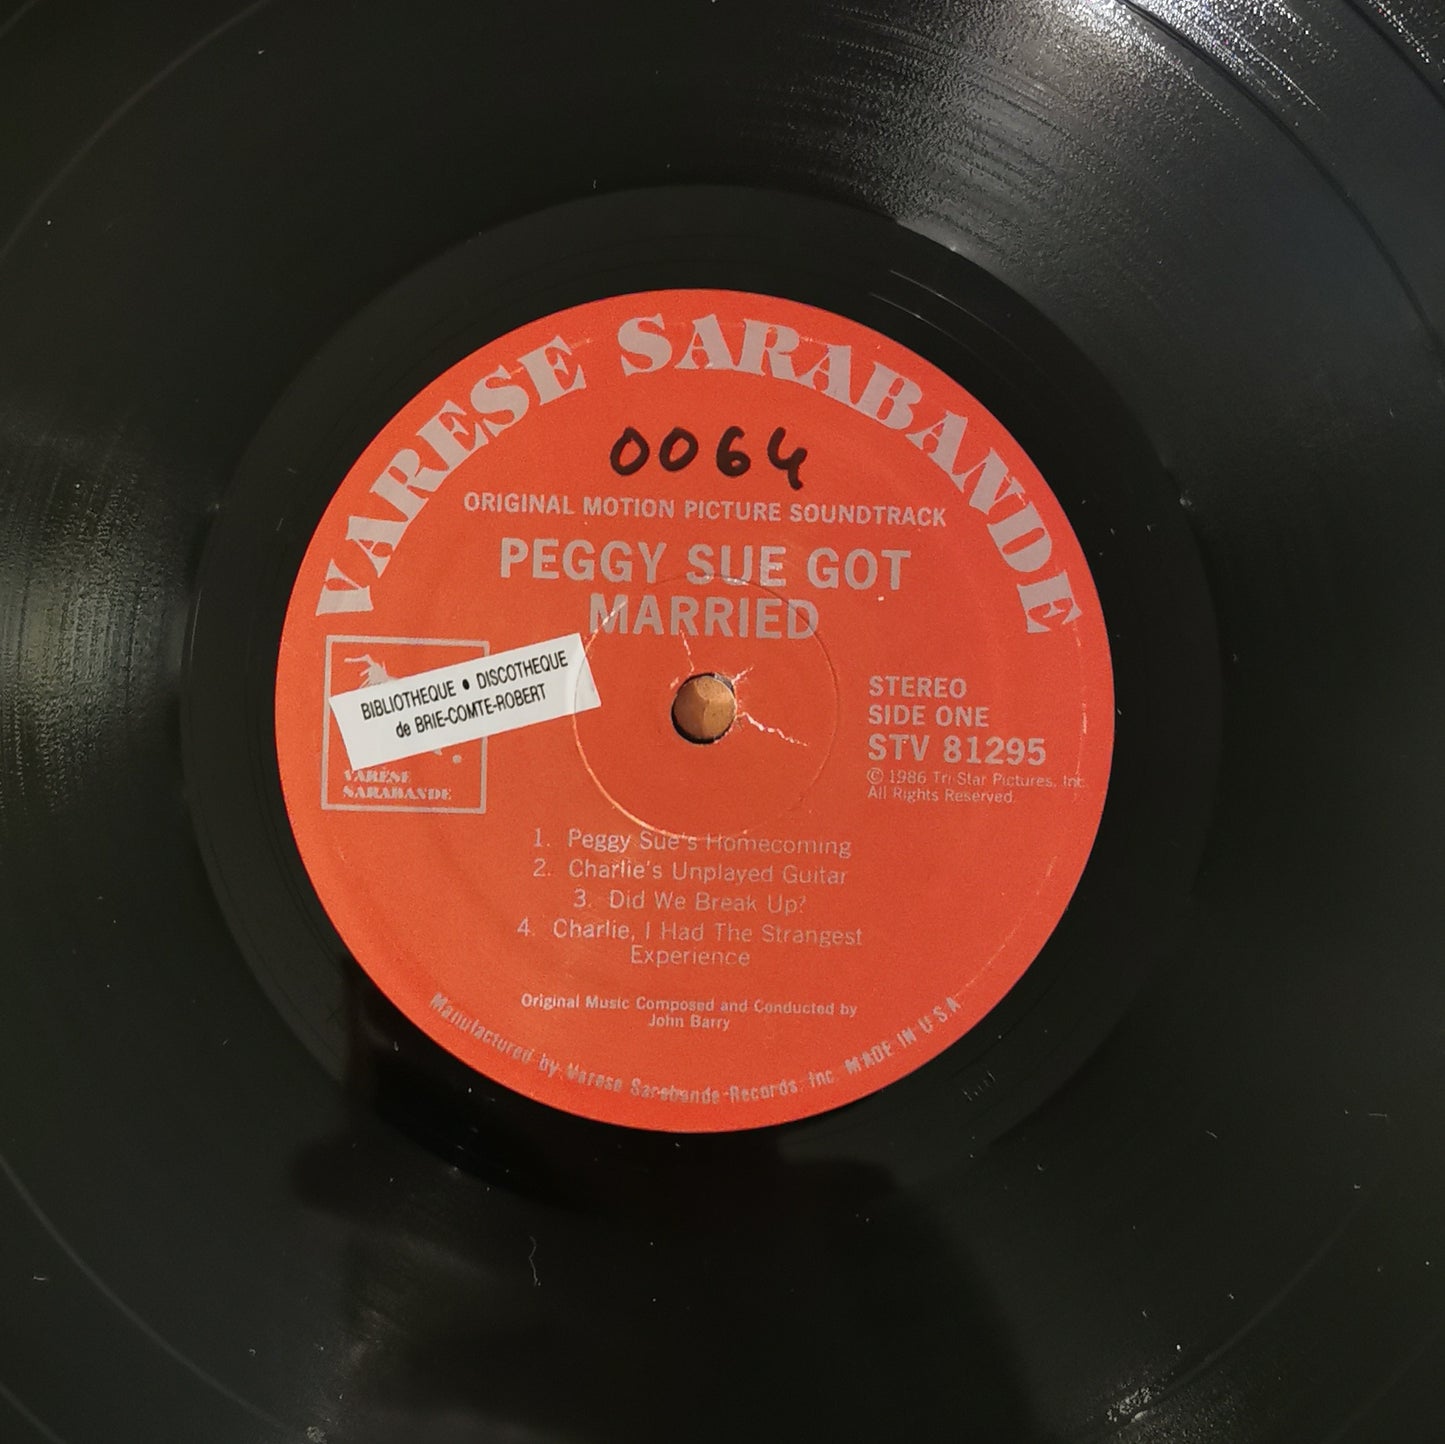 VARESE SARABANDE
0064
ORIGINAL MOTION PICTURE SOUNDTRACK
PEGGY SUE GOT
MARRIED
BIBLIOTHEQUE • DISCOTHEQUE
de BRIE-COMTE-ROBERT
VARÈSE
SARABANDE
STEREO
SIDE ONE
STV 81295
© 1986 Tri Star Pictures, Inc.
All Rights Reserved.
1. Peggy Sue's Homecoming
2. Charlie's Unplayed Guitar
3. Did We Break Up?
4. Charlie, I Had The Strangest
Experience
Original Music Composed and Conducted by
John Barry
Manufactured by Varese Sarabande Records, Inc. MADE IN U.S.A.